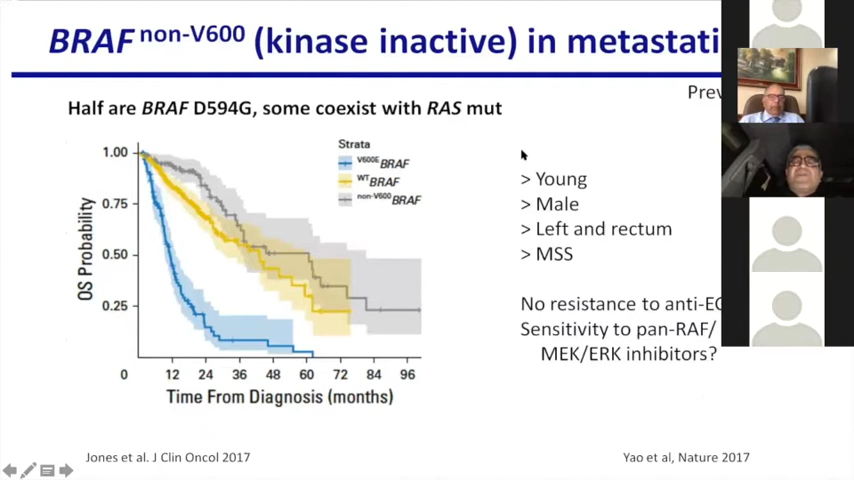 BRAF non-V600 (kinase inactive) in metastati
Half are BRAF D594G, some coexist with RAS mut
Prev
Strata
V600E BRAF
WT BRAF
non-V600 BRAF
OS Probability
1.00
0.75
0.50
0.25
0 12 24 36 48 60 72 84 96
Time From Diagnosis (months)
> Young
> Male
> Left and rectum
> MSS
No resistance to anti-EG
Sensitivity to pan-RAF/
MEK/ERK inhibitors?
Jones et al. J Clin Oncol 2017
Yao et al, Nature 2017